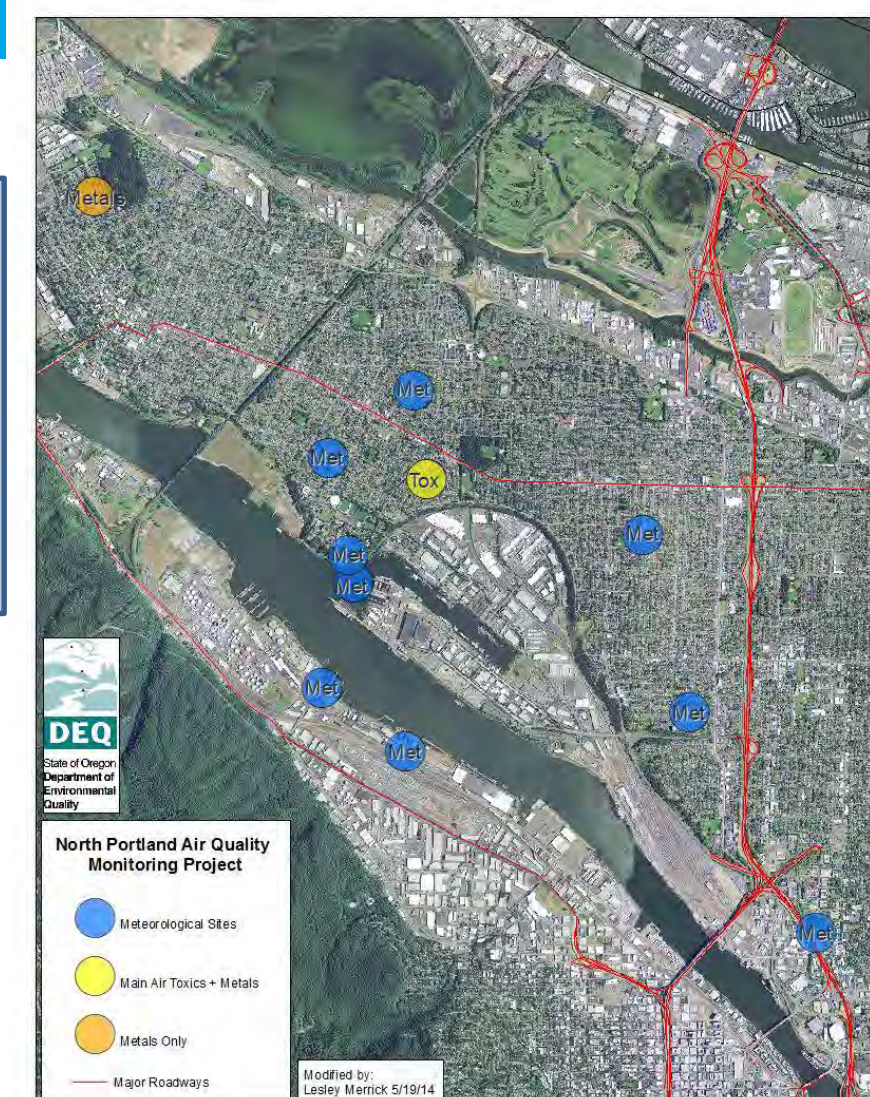 Metals
Met
Met
Tox
Met
Met
Met
Met
Met
Met
Met
DEQ
State of Oregon
Department of
Environmental
Quality
North Portland Air Quality
Monitoring Project
Meteorological Sites
Main Air Toxics + Metals
Metals Only
Major Roadways
Modified by:
Lesley Merrick 5/19/14